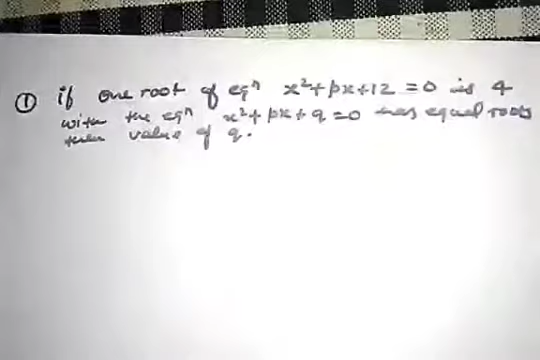 ① if one root of eqⁿ x²+px+12=0 is 4
with the eqⁿ x²+px+q=0 has equal roots
then value of q.